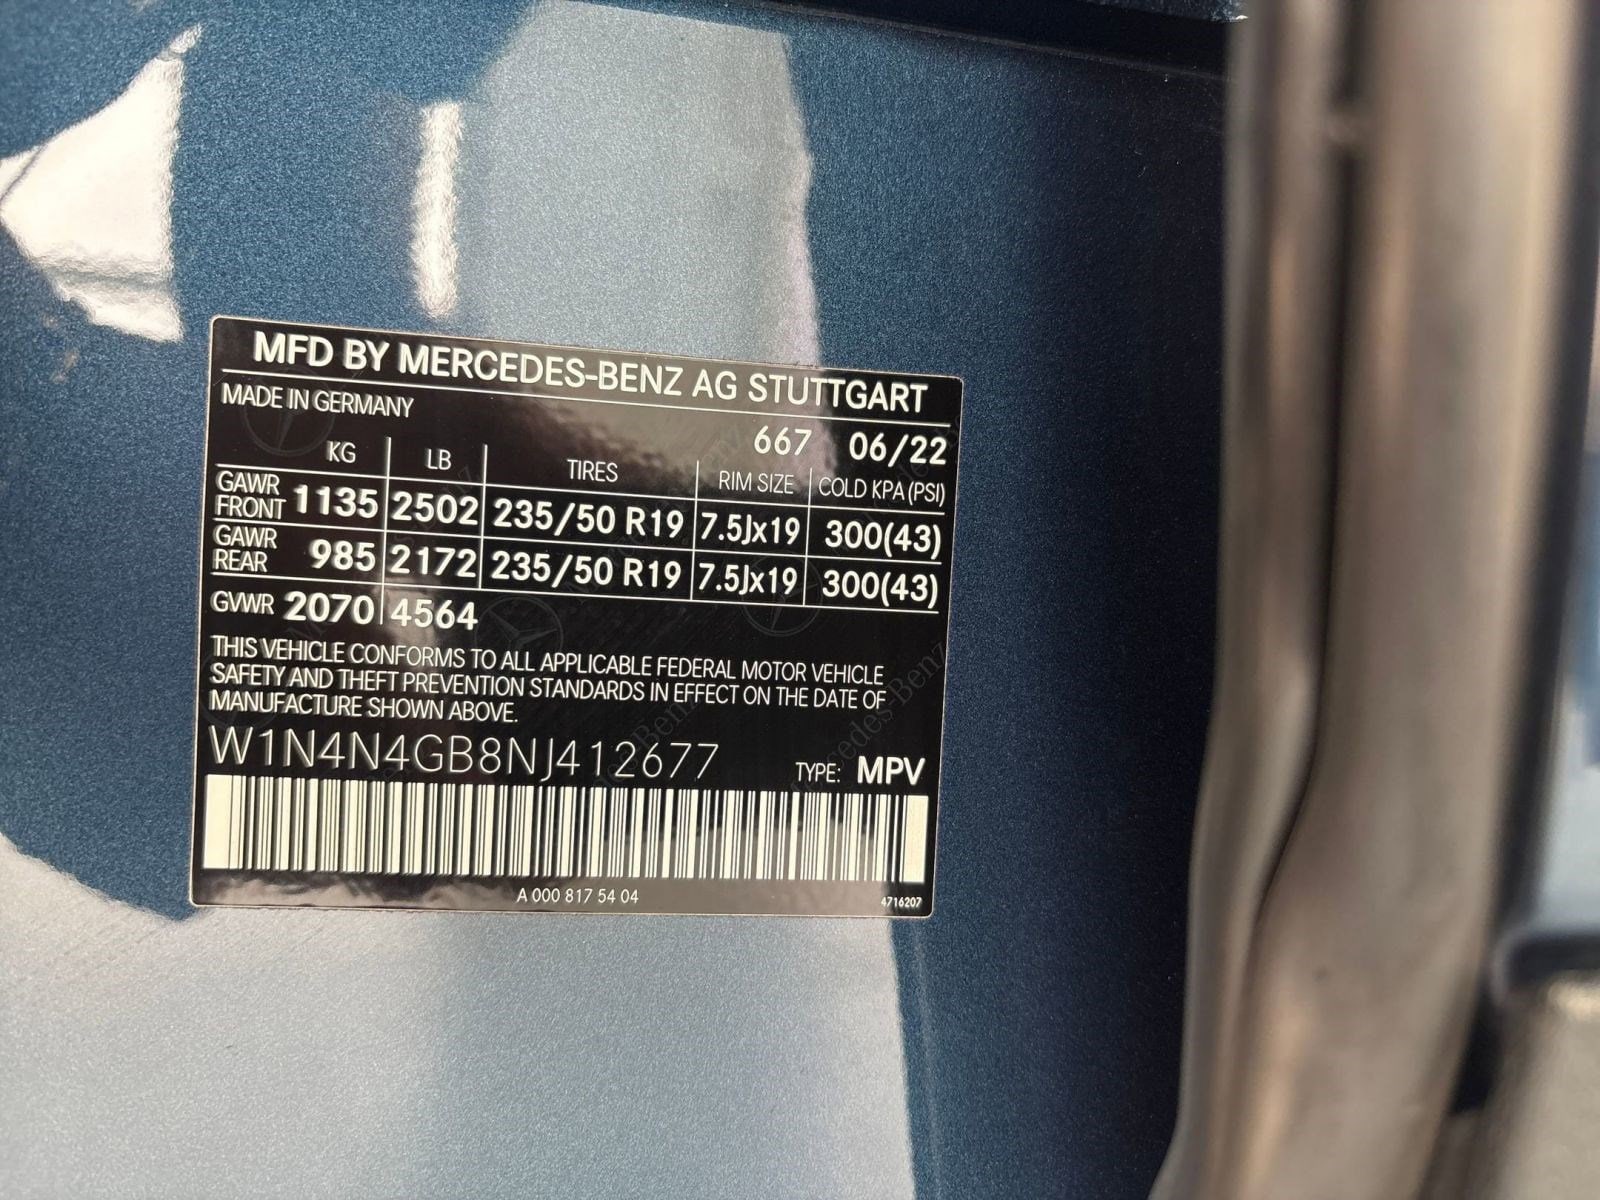 MFD BY MERCEDES-BENZ AG STUTTGART
MADE IN GERMANY
667 06/22
KG LB TIRES RIM SIZE COLD KPA (PSI)
GAWR FRONT 1135 2502 235/50 R19 7.5Jx19 300(43)
GAWR REAR 985 2172 235/50 R19 7.5Jx19 300(43)
GVWR 2070 4564
THIS VEHICLE CONFORMS TO ALL APPLICABLE FEDERAL MOTOR VEHICLE
SAFETY AND THEFT PREVENTION STANDARDS IN EFFECT ON THE DATE OF
MANUFACTURE SHOWN ABOVE.
W1N4N4GB8NJ412677 TYPE: MPV
A 000 817 54 04 4716207